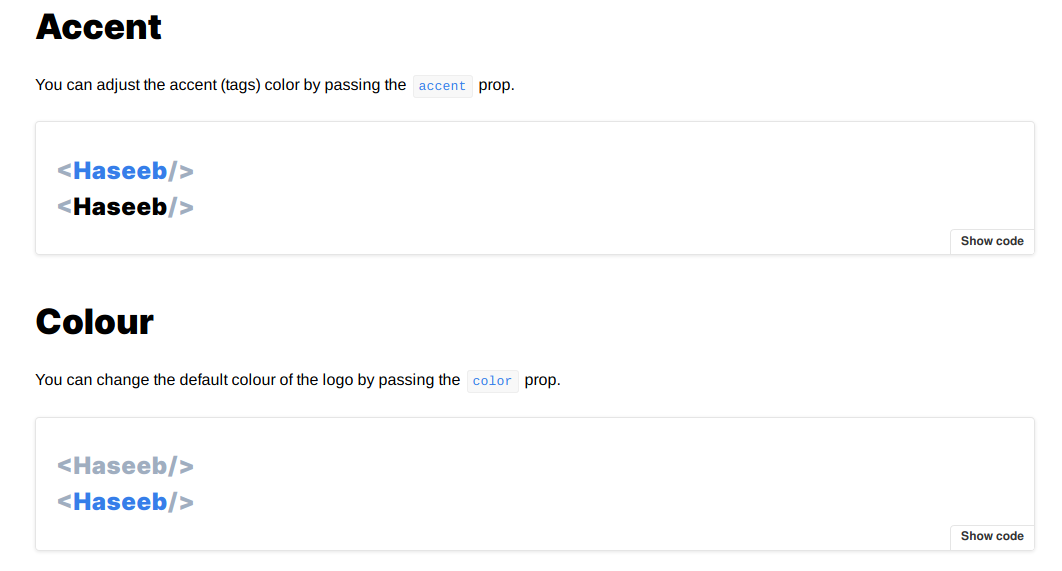 Accent
You can adjust the accent (tags) color by passing the accent prop.
<Haseeb/>
<Haseeb/>
Show code
Colour
You can change the default colour of the logo by passing the color prop.
<Haseeb/>
<Haseeb/>
Show code